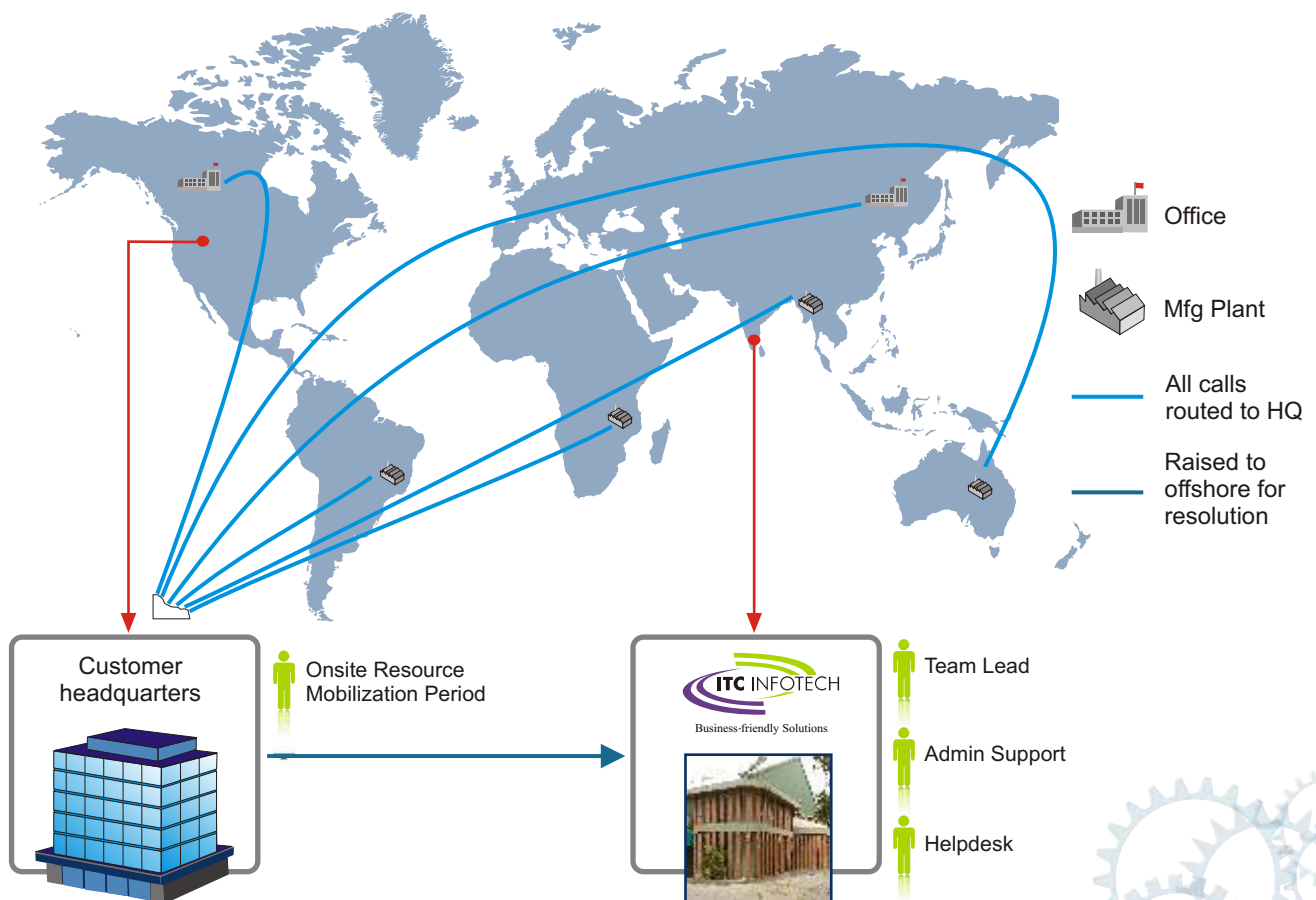 Office
Mfg Plant
All calls
routed to HQ
Raised to
offshore for
resolution
Customer
headquarters
Onsite Resource
Mobilization Period
ITC INFOTECH
Business-friendly Solutions
Team Lead
Admin Support
Helpdesk